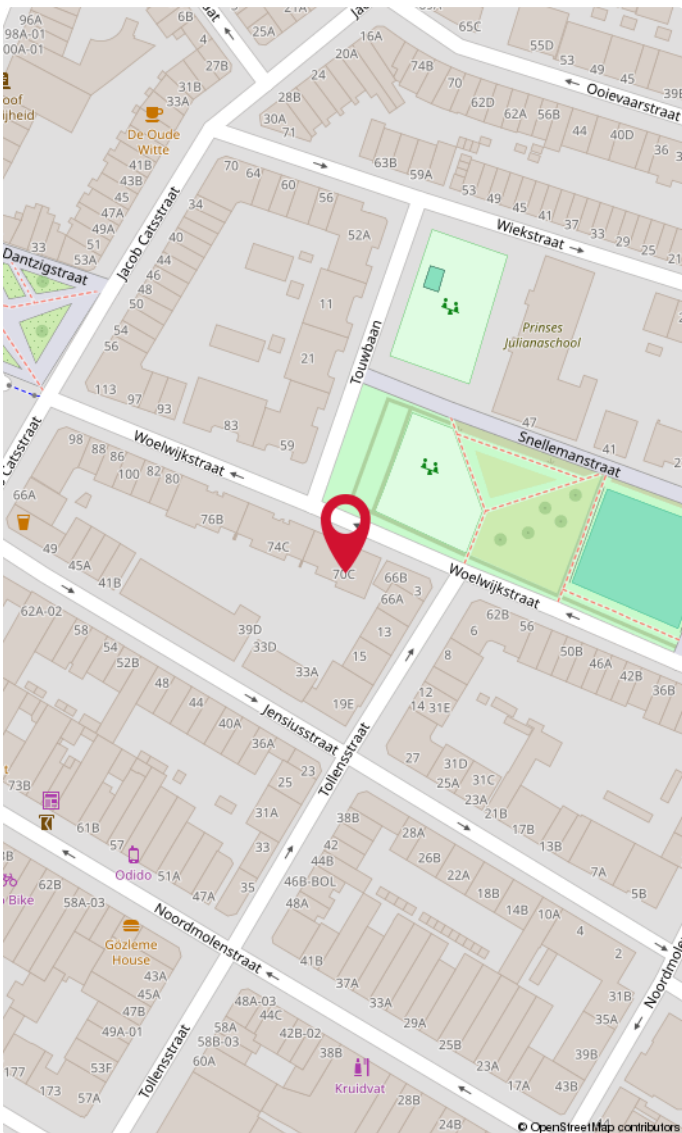 96A
98A-01
00A-01
6B
4
25A
27B
31B
33A
16A
20A
24
28B
30A
71
65C
55D
53
49
45
39B
74B
70
62D
62A
56B
44
40D
36
Ooievaarstraat
De Oude
Witte
41B
43B
45
47A
49A
51
53A
33
Dantzigstraat
Jacob Catsstraat
70
64
60
56
52A
63B
59A
53
49
45
41
37
33
29
25
21
Wiekstraat
34
40
44
46
48
50
54
56
11
21
Touwbaan
Prinses
Julianaschool
113
97
93
83
59
47
41
Snellemanstraat
Woelwijkstraat
98
88
86
100
82
80
76B
74C
70C
66B
66A
3
13
15
19E
66A
49
45A
41B
39D
33D
33A
Woelwijkstraat
62B
56
50B
46A
42B
36B
6
8
12
14
31E
27
31D
25A
31C
23A
21B
17B
13B
7A
5B
62A-02
58
54
52B
48
44
40A
36A
Jensiusstraat
Tollensstraat
25
23
31A
33
35
73B
61B
57
51A
47A
Odido
62B
58A-03
Bike
Gozleme
House
Noordmolenstraat
43A
45A
47B
49A-01
53F
57A
173
177
Tollensstraat
38B
42
44B
46B-BOL
48A
28A
26B
22A
18B
14B
10A
4
2
31B
35A
39B
43B
41B
37A
33A
29A
25B
23A
17A
48A-03
44C
58A
58B-03
60A
42B-02
38B
Kruidvat
28B
24B
© OpenStreetMap contributors